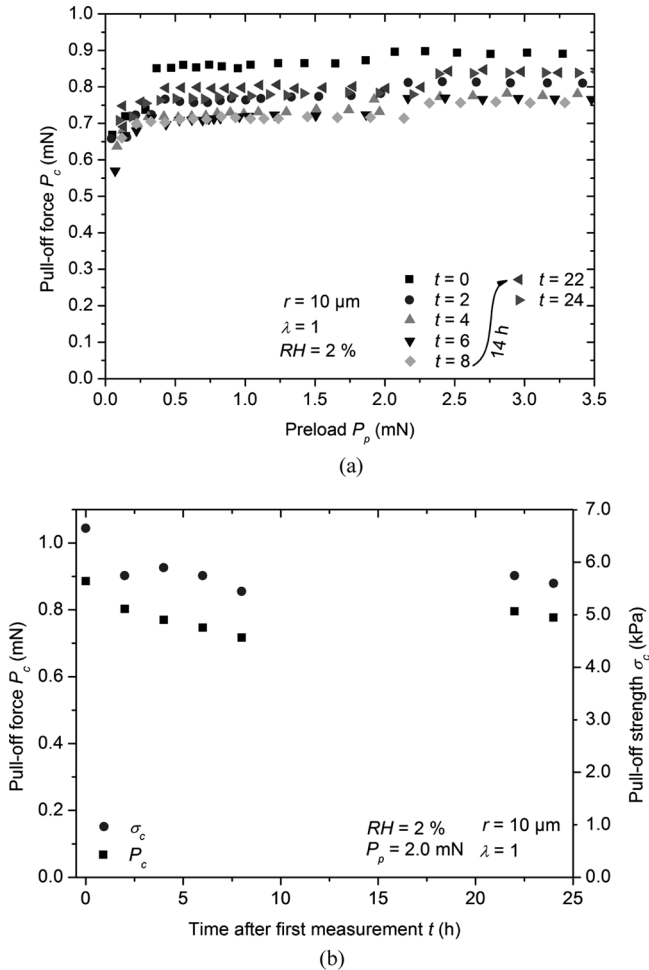 1.0
0.9
0.8
0.7
0.6
0.5
0.4
0.3
0.2
0.1
0.0
Pull-off force Pc (mN)
r = 10 µm
λ = 1
RH = 2 %
t = 0
t = 2
t = 4
t = 6
t = 8
14 h
t = 22
t = 24
0.0 0.5 1.0 1.5 2.0 2.5 3.0 3.5
Preload Pp (mN)
(a)
1.0
0.8
0.6
0.4
0.2
0.0
Pull-off force Pc (mN)
7.0
6.0
5.0
4.0
3.0
2.0
1.0
0.0
Pull-off strength σc (kPa)
σc
Pc
RH = 2 % r = 10 µm
Pp = 2.0 mN λ = 1
0 5 10 15 20 25
Time after first measurement t (h)
(b)